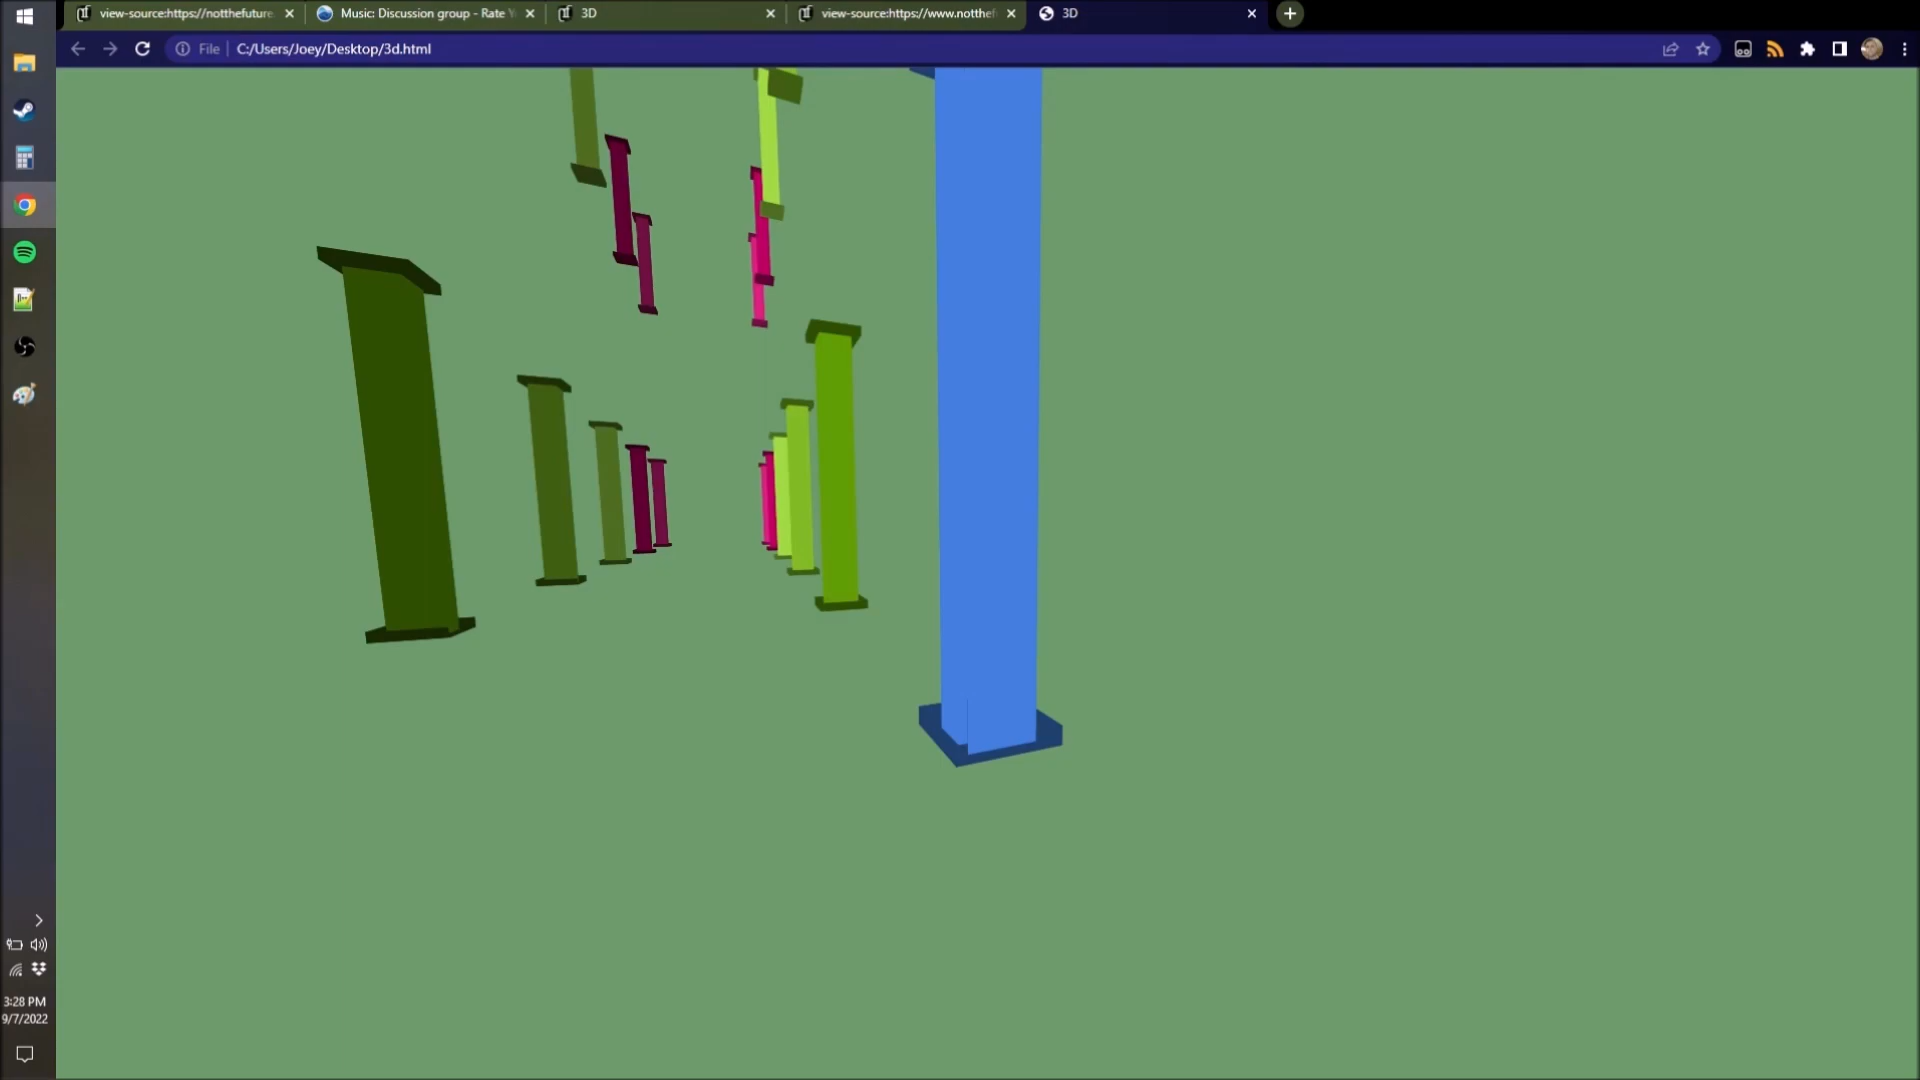 view-source:https://notthefuture
Music: Discussion group - Rate Y
3D
view-source:https://www.notthef
3D
File
C:/Users/Joey/Desktop/3d.html
3:28 PM
9/7/2022